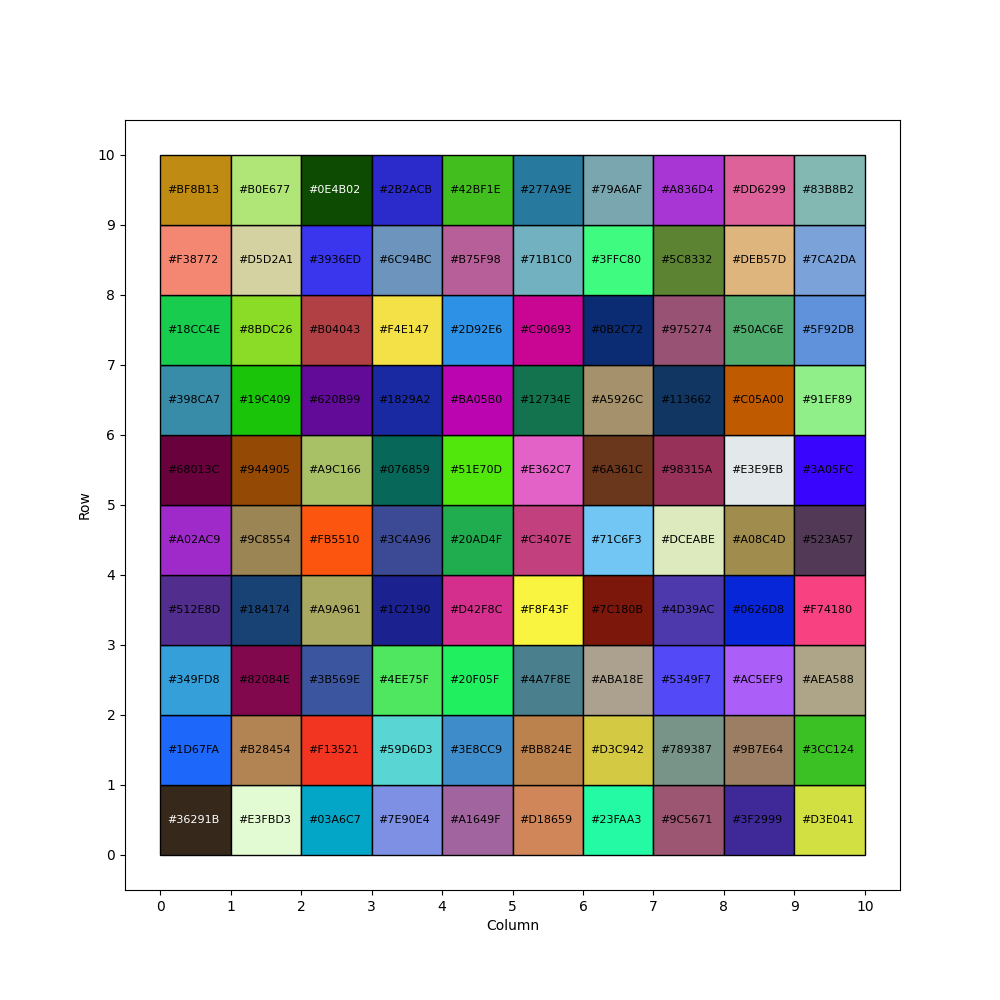 10 #BF8B13 #B0E677 #0E4B02 #2B2ACB #42BF1E #277A9E #79A6AF #A836D4 #DD6299 #83B8B2
9
#F38772 #D5D2A1 #3936ED #6C94BC #B75F98 #71B1C0 #3FFC80 #5C8332 #DEB57D #7CA2DA
8
#18CC4E #8BDC26 #B04043 #F4E147 #2D92E6 #C90693 #0B2C72 #975274 #50AC6E #5F92DB
7
#398CA7 #19C409 #620B99 #1829A2 #BA05B0 #12734E #A5926C #113662 #C05A00 #91EF89
6
#68013C #944905 #A9C166 #076859 #51E70D #E362C7 #6A361C #98315A #E3E9EB #3A05FC
5
Row
#A02AC9 #9C8554 #FB5510 #3C4A96 #20AD4F #C3407E #71C6F3 #DCEABE #A08C4D #523A57
4
#512E8D #184174 #A9A961 #1C2190 #D42F8C #F8F43F #7C180B #4D39AC #0626D8 #F74180
3
#349FD8 #82084E #3B569E #4EE75F #20F05F #4A7F8E #ABA18E #5349F7 #AC5EF9 #AEA588
2
#1D67FA #B28454 #F13521 #59D6D3 #3E8CC9 #BB824E #D3C942 #789387 #9B7E64 #3CC124
1
#36291B #E3FBD3 #03A6C7 #7E90E4 #A1649F #D18659 #23FAA3 #9C5671 #3F2999 #D3E041
0
0 1 2 3 4 5 6 7 8 9 10
Column